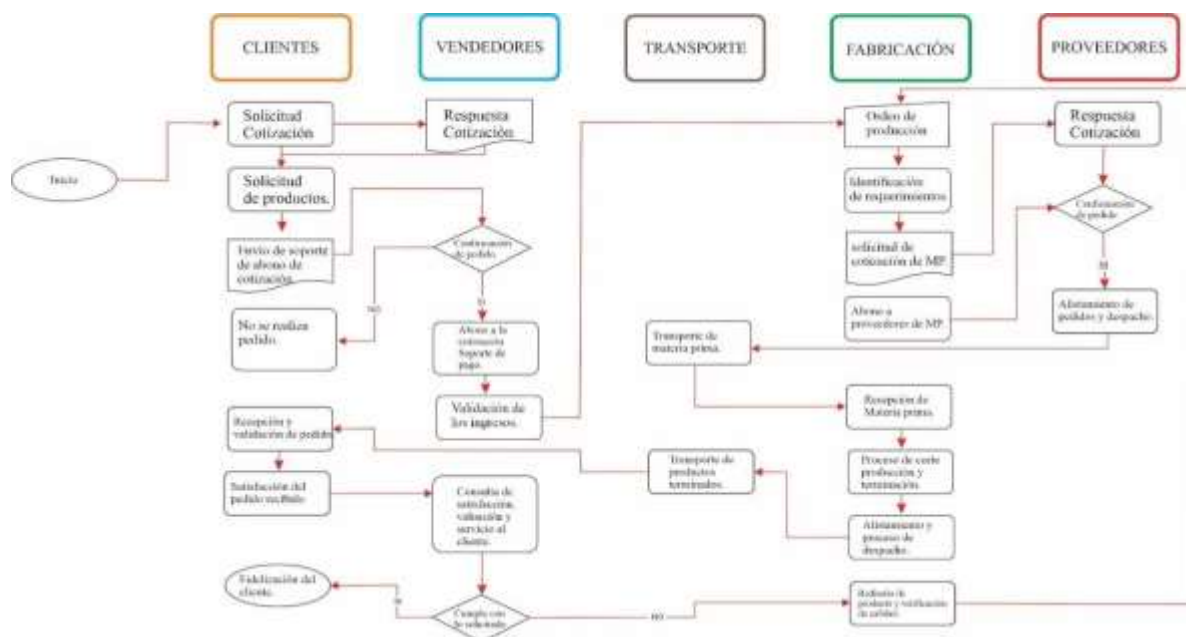 CLIENTES
VENDEDORES
TRANSPORTE
FABRICACIÓN
PROVEEDORES
Inicio
Solicitud
Cotización
Respuesta
Cotización
Solicitud
de productos.
Envío de soporte
de abono de
cotización.
Confirmación
de pedido.
NO
SI
No se realiza
pedido.
Abono a la
cotización
Soporte de
pago.
Validación de
los ingresos.
Orden de
producción
Identificación
de requerimientos
solicitud de
cotización de MP.
Abono a
proveedores de MP.
Respuesta
Cotización
Confirmación
de pedido
SI
Alistamiento de
pedidos y despacho.
Transporte de
materia prima.
Recepción de
Materia prima.
Proceso de corte
producción y
terminación.
Alistamiento y
proceso de
despacho.
Transporte de
productos
terminados.
Recepción y
validación de pedido
Satisfacción del
pedido recibido
Consulta de
satisfacción,
valoración y
servicio al
cliente.
Cumple con
lo solicitado
SI
NO
Fidelización del
cliente.
de producto y verificación
de calidad.